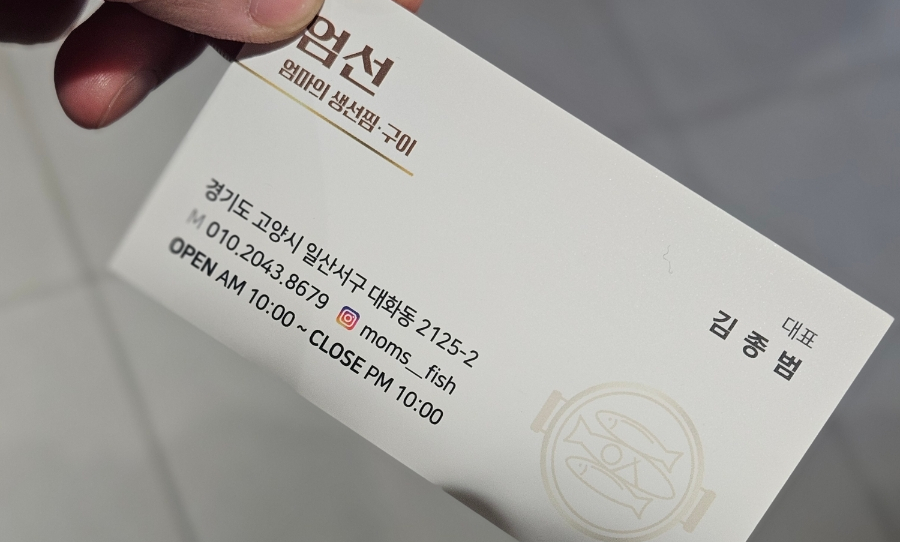 엄선
엄마의 생선찜·구이
경기도 고양시 일산서구 대화동 2125-2
M 010.2043.8679 moms__fish
OPEN AM 10:00 ~ CLOSE PM 10:00
대표
김종범